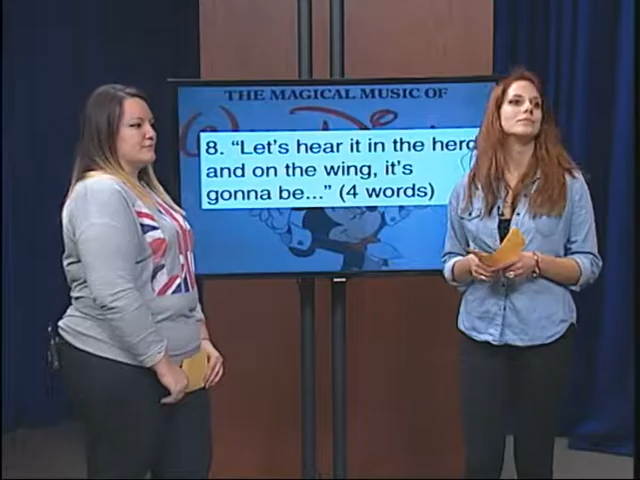 THE MAGICAL MUSIC OF
8. “Let’s hear it in the herd
and on the wing, it’s
gonna be...” (4 words)